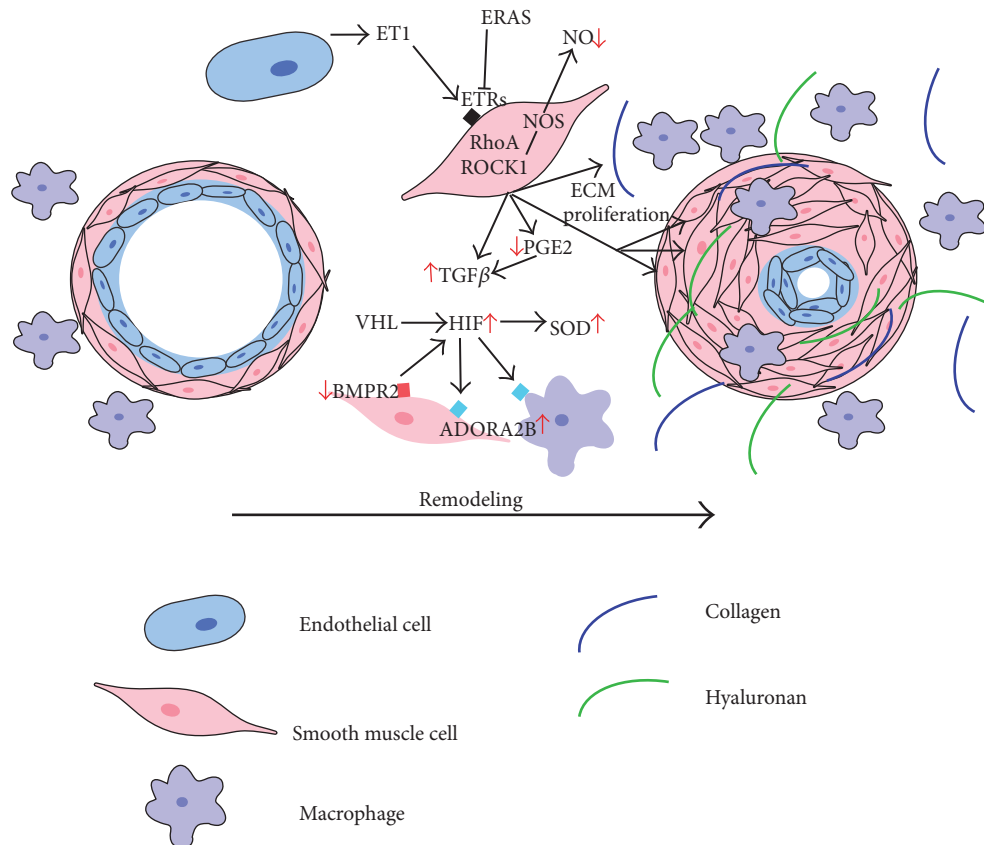 ERAS
ET1
NO↓
ETRs
NOS
RhoA
ROCK1
ECM
proliferation
↓PGE2
↑TGFβ
VHL
HIF↑
SOD↑
↓BMPR2
ADORA2B↑
Remodeling
Endothelial cell
Collagen
Hyaluronan
Smooth muscle cell
Macrophage